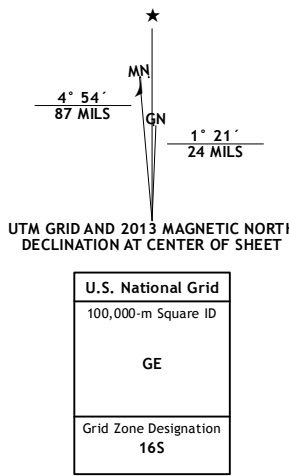 MN
4° 54´
87 MILS
GN
1° 21´
24 MILS
UTM GRID AND 2013 MAGNETIC NORTH
DECLINATION AT CENTER OF SHEET
U.S. National Grid
100,000-m Square ID
GE
Grid Zone Designation
16S